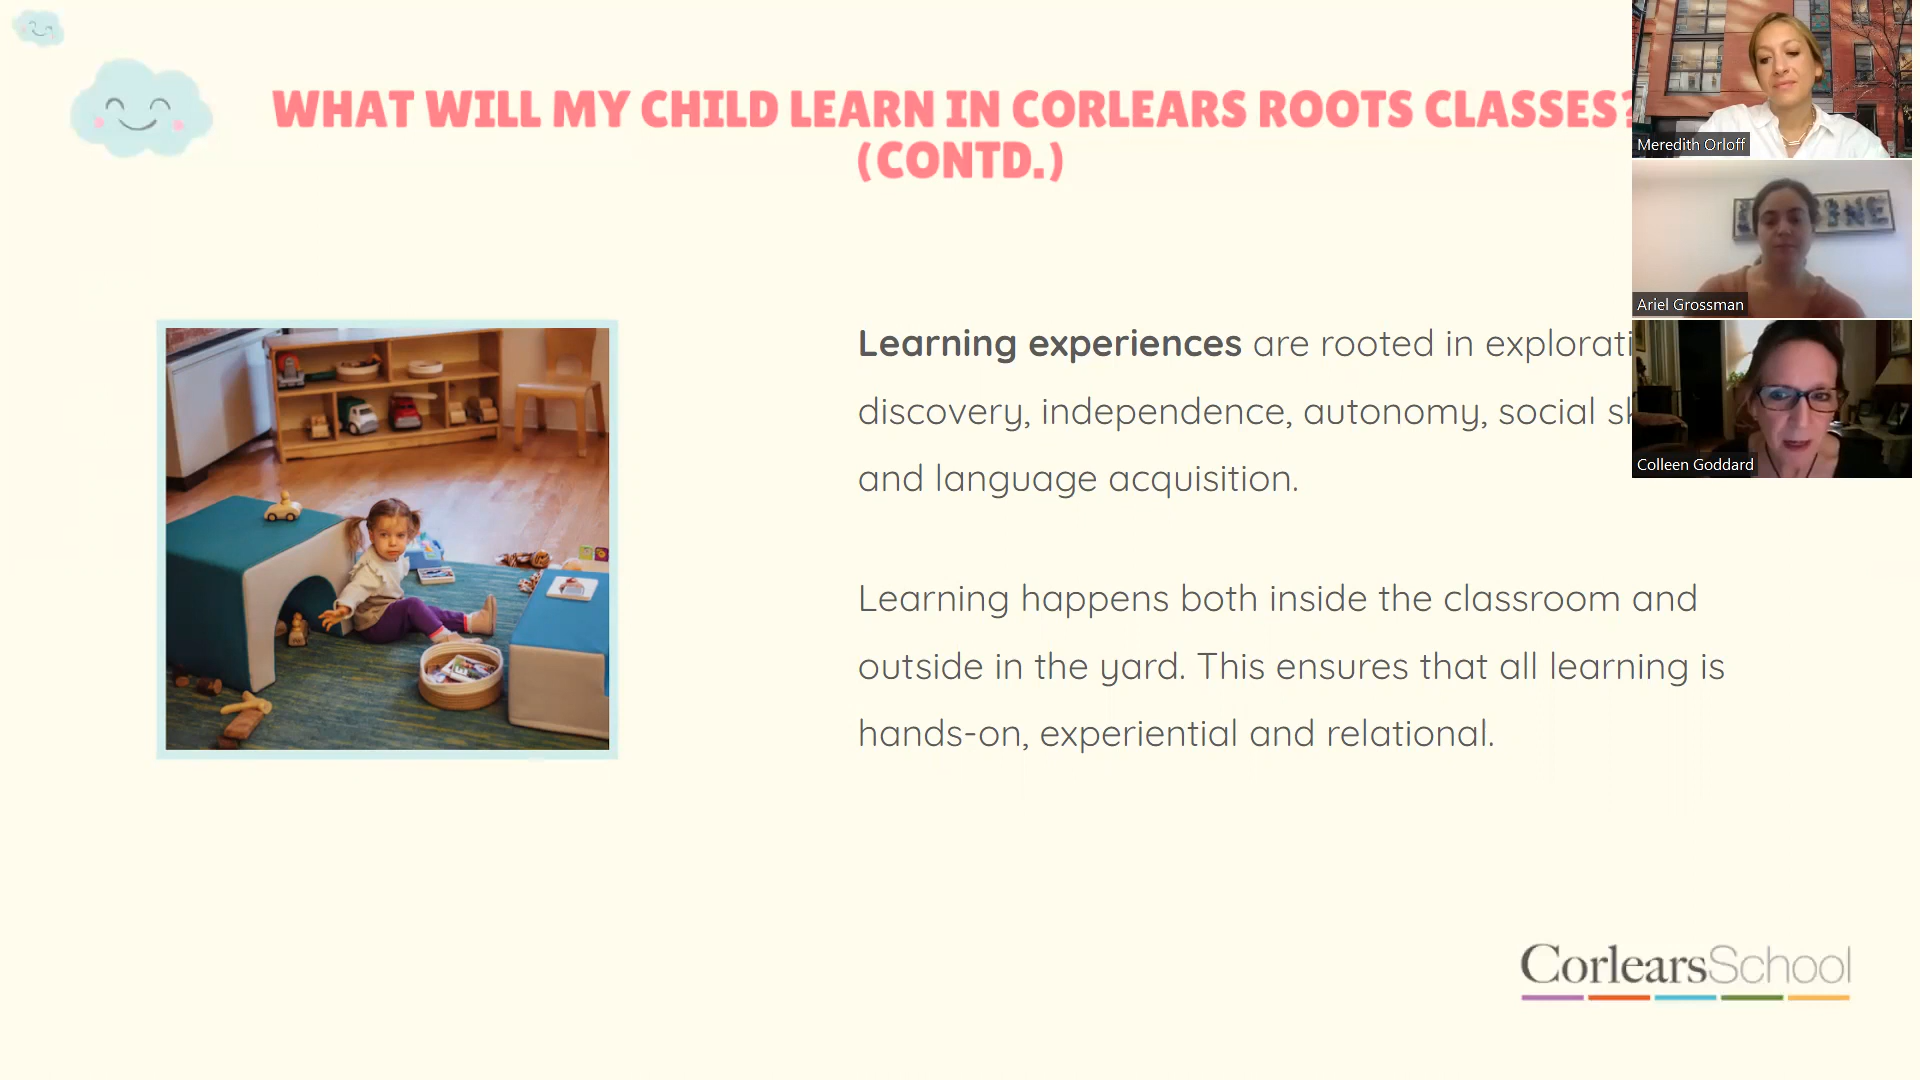 WHAT WILL MY CHILD LEARN IN CORLEARS ROOTS CLASSES?
(CONTD.)
Meredith Orloff
Ariel Grossman
Colleen Goddard
Learning experiences are rooted in explorati
discovery, independence, autonomy, social sk
and language acquisition.
Learning happens both inside the classroom and
outside in the yard. This ensures that all learning is
hands-on, experiential and relational.
CorlearsSchool